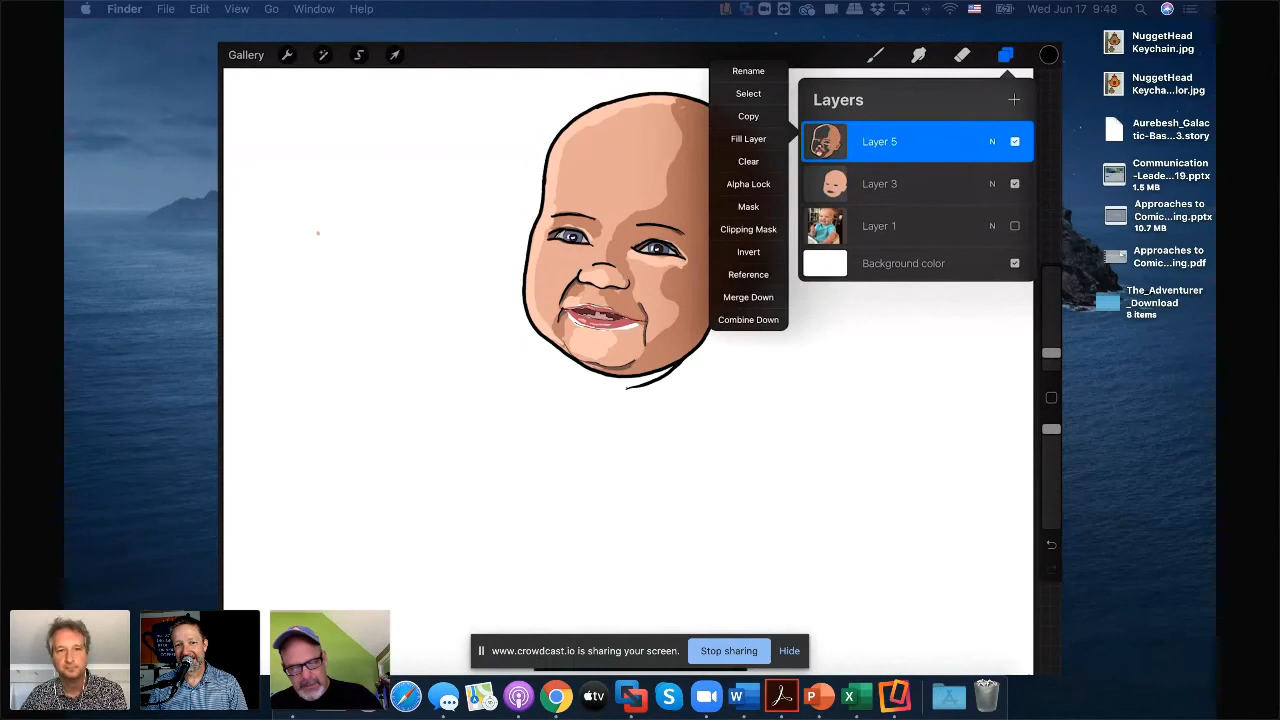 Finder File Edit View Go Window Help
Wed Jun 17 9:48
Gallery
Rename
Select
Copy
Fill Layer
Clear
Alpha Lock
Mask
Clipping Mask
Invert
Reference
Merge Down
Combine Down
Layers
Layer 5 N
Layer 3 N
Layer 1 N
Background color
NuggetHead
Keychain.jpg
NuggetHead
Keycha...lor.jpg
Aurebesh_Galac
tic-Bas...3.story
Communication
-Leade...19.pptx
1.5 MB
Approaches to
Comic...ing.pptx
10.7 MB
Approaches to
Comic...ing.pdf
The_Adventurer
_Download
8 items
www.crowdcast.io is sharing your screen.
Stop sharing
Hide
tv
S
W
P
X